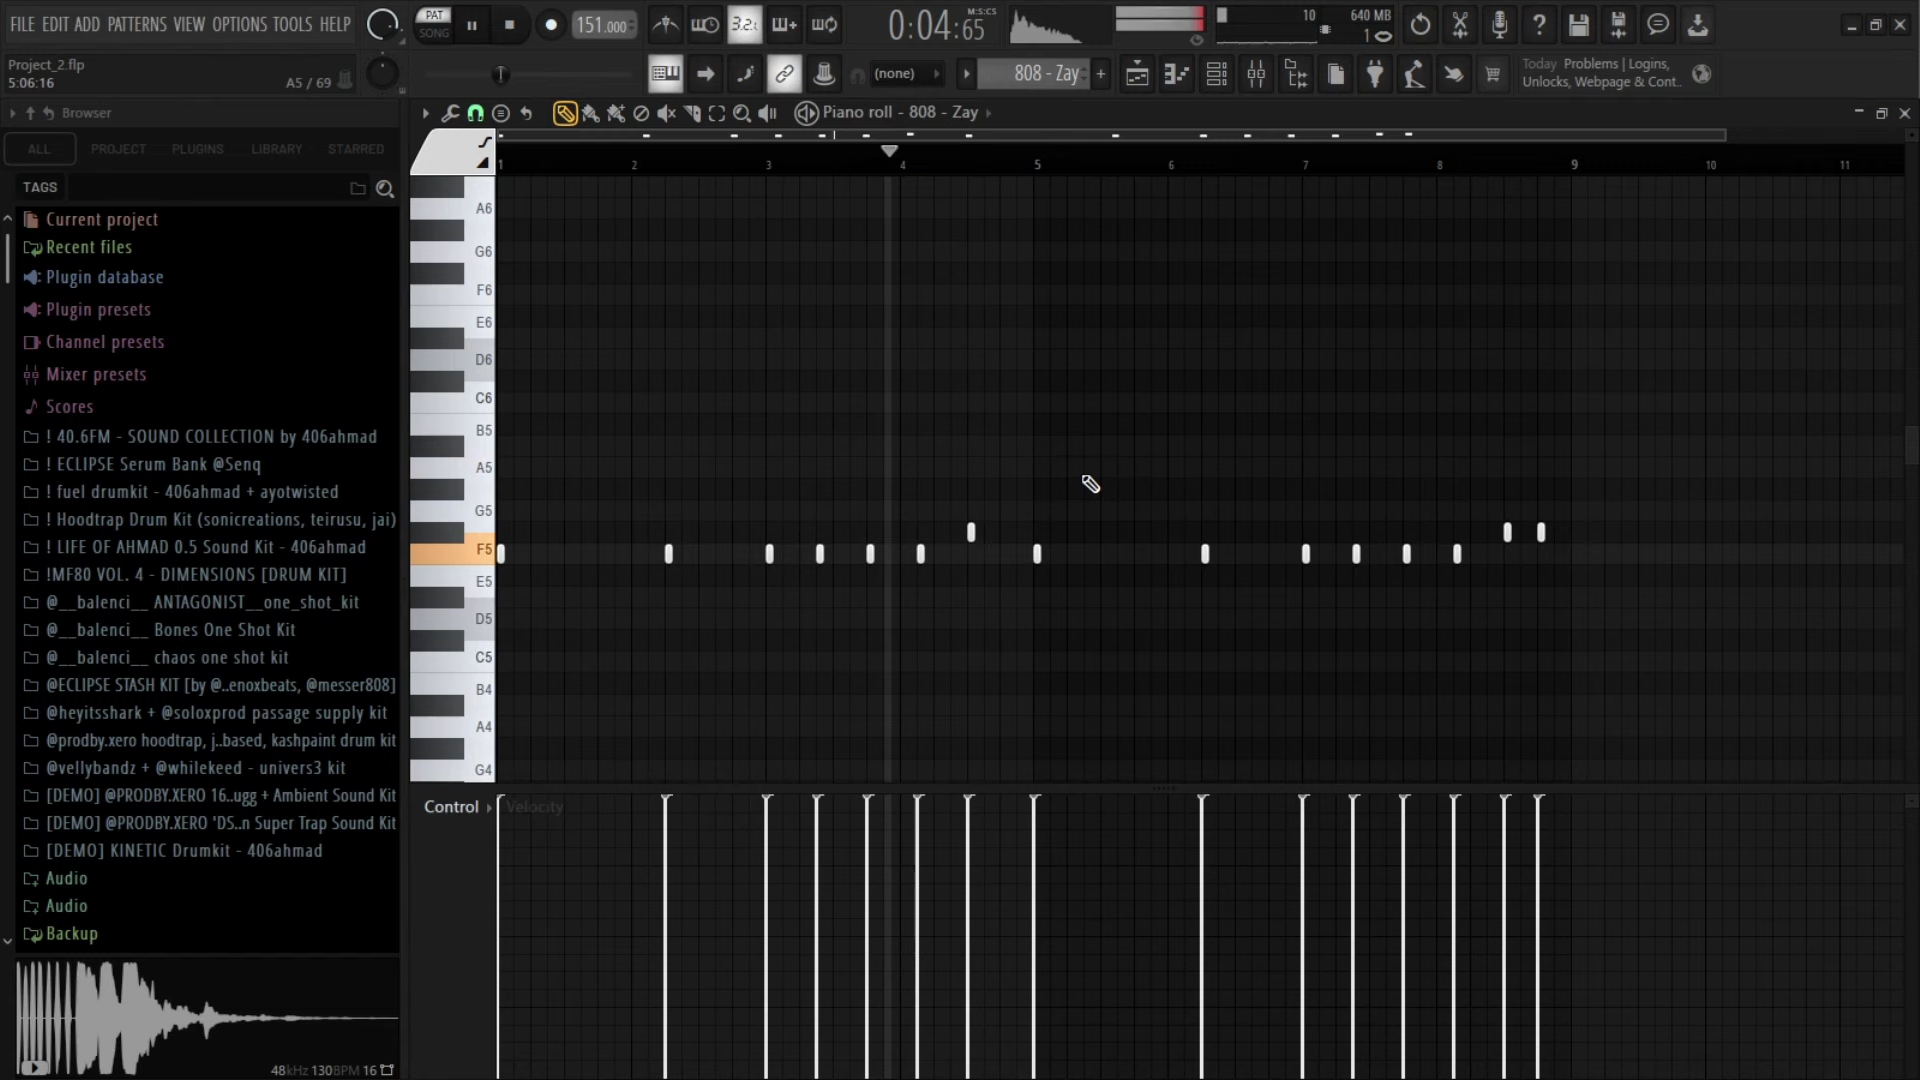 FILE EDIT ADD PATTERNS VIEW OPTIONS TOOLS HELP
PAT
SONG
151.000
3.2
0:04:65
M:S:CS
10
640 MB
1
Project_2.flp
5:06:16
A5 / 69
(none)
808 - Zay
Today Problems | Logins,
Unlocks, Webpage & Cont..
Browser
Piano roll - 808 - Zay
ALL
PROJECT
PLUGINS
LIBRARY
STARRED
TAGS
Current project
Recent files
Plugin database
Plugin presets
Channel presets
Mixer presets
Scores
! 40.6FM - SOUND COLLECTION by 406ahmad
! ECLIPSE Serum Bank @Senq
! fuel drumkit - 406ahmad + ayotwisted
! Hoodtrap Drum Kit (sonicreations, teirusu, jai)
! LIFE OF AHMAD 0.5 Sound Kit - 406ahmad
!MF80 VOL. 4 - DIMENSIONS [DRUM KIT]
@__balenci__ ANTAGONIST__one_shot_kit
@__balenci__ Bones One Shot Kit
@__balenci__ chaos one shot kit
@ECLIPSE STASH KIT [by @..enoxbeats, @messer808]
@heyitsshark + @soloxprod passage supply kit
@prodby.xero hoodtrap, j..based, kashpaint drum kit
@vellybandz + @whilekeed - univers3 kit
[DEMO] @PRODBY.XERO 16..ugg + Ambient Sound Kit
[DEMO] @PRODBY.XERO 'DS..n Super Trap Sound Kit
[DEMO] KINETIC Drumkit - 406ahmad
Audio
Audio
Backup
48kHz 130BPM 16
1 2 3 4 5 6 7 8 9 10 11
A6
G6
F6
E6
D6
C6
B5
A5
G5
F5
E5
D5
C5
B4
A4
G4
Control
Velocity